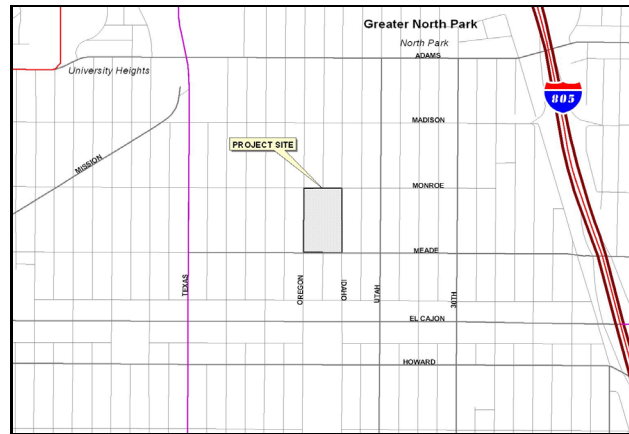 Greater North Park
North Park
ADAMS
University Heights
805
MADISON
PROJECT SITE
MISSION
MONROE
MEADE
TEXAS
OREGON
IDAHO
UTAH
30TH
EL CAJON
HOWARD